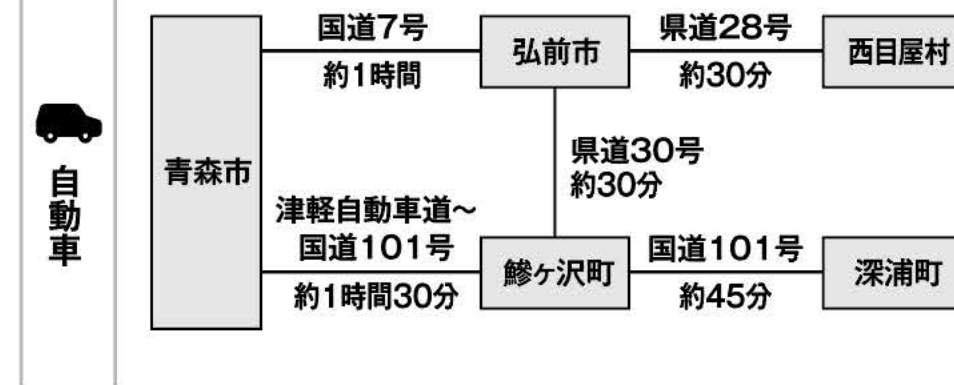 自動車
青森市
国道7号
約1時間
弘前市
県道28号
約30分
西目屋村
県道30号
約30分
津軽自動車道〜
国道101号
約1時間30分
鰺ヶ沢町
国道101号
約45分
深浦町